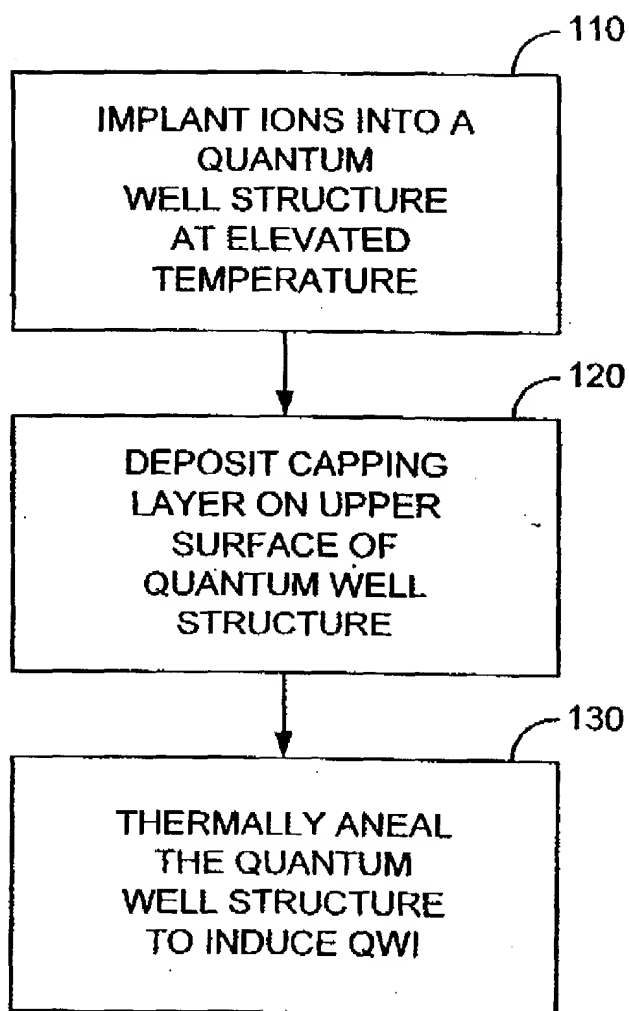 110
IMPLANT IONS INTO A
QUANTUM
WELL STRUCTURE
AT ELEVATED
TEMPERATURE
120
DEPOSIT CAPPING
LAYER ON UPPER
SURFACE OF
QUANTUM WELL
STRUCTURE
130
THERMALLY ANEAL
THE QUANTUM
WELL STRUCTURE
TO INDUCE QWI